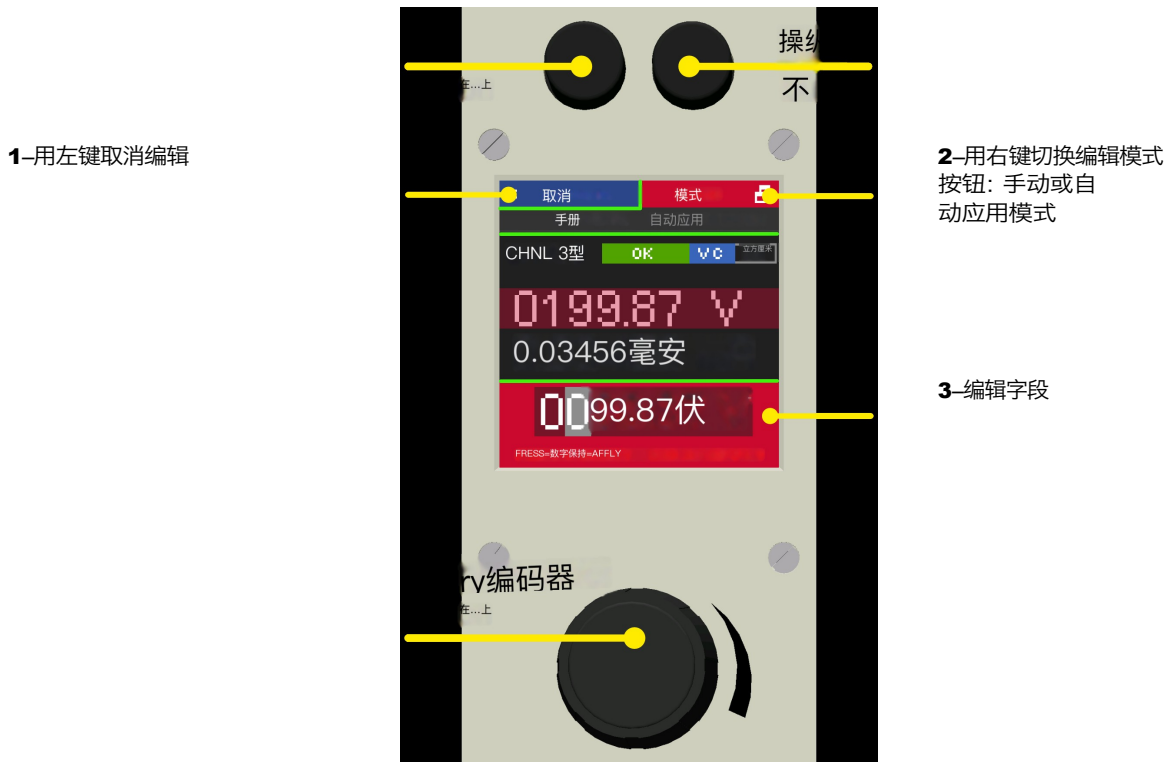 操纵
在...上
不
1–用左键取消编辑
2–用右键切换编辑模式
按钮: 手动或自
动应用模式
取消
模式
手册
自动应用
CHNL 3型
OK
VC
立方厘米
0199.87 V
0.03456毫安
3–编辑字段
0099.87伏
FRESS=数字保持=AFFLY
ry编码器
在...上